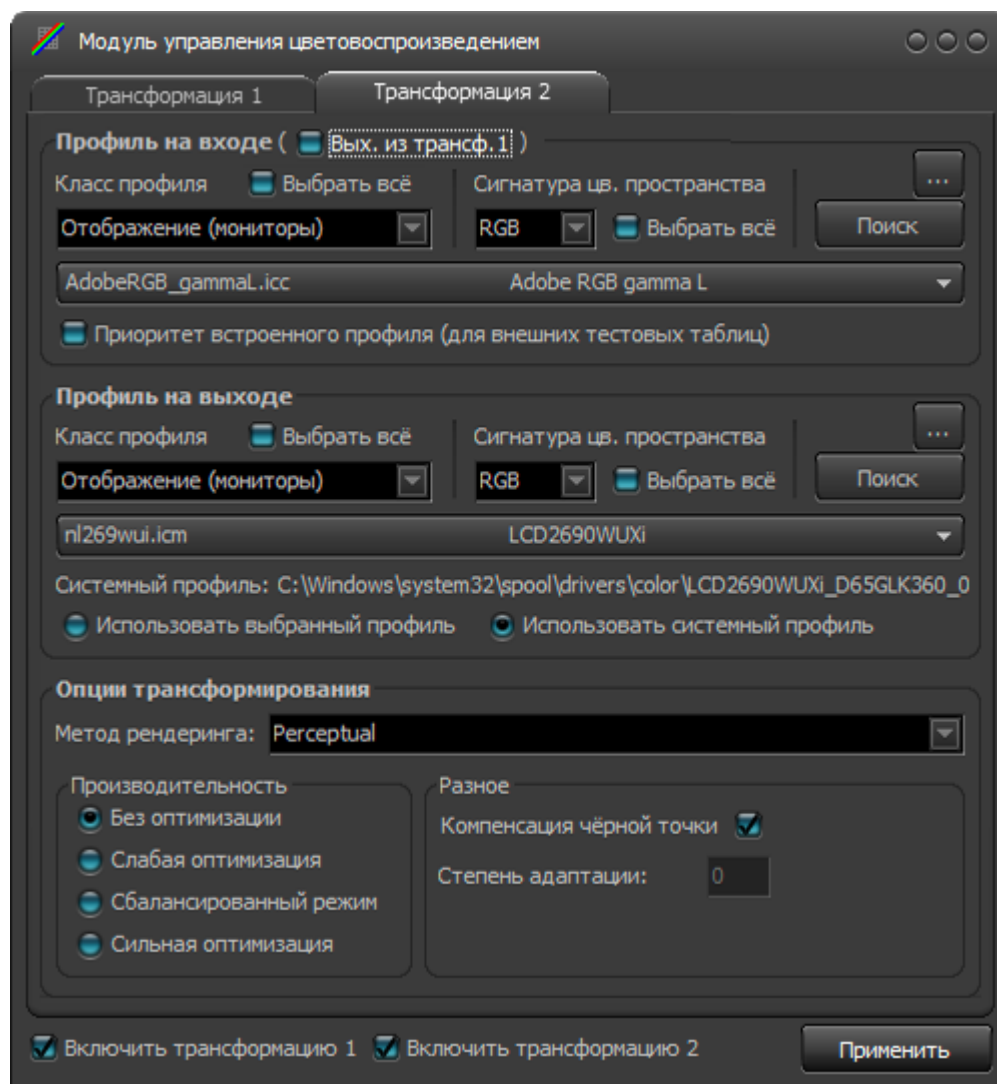 Модуль управления цветовоспроизведением
Трансформация 1 Трансформация 2
Профиль на входе ( Вых. из трансф.1 )
Класс профиля Выбрать всё Сигнатура цв. пространства ...
Отображение (мониторы) RGB Выбрать всё Поиск
AdobeRGB_gammaL.icc Adobe RGB gamma L
Приоритет встроенного профиля (для внешних тестовых таблиц)
Профиль на выходе
Класс профиля Выбрать всё Сигнатура цв. пространства ...
Отображение (мониторы) RGB Выбрать всё Поиск
nl269wui.icm LCD2690WUXi
Системный профиль: C:\Windows\system32\spool\drivers\color\LCD2690WUXi_D65GLK360_0
Использовать выбранный профиль Использовать системный профиль
Опции трансформирования
Метод рендеринга: Perceptual
Производительность Разное
Без оптимизации Компенсация чёрной точки
Слабая оптимизация Степень адаптации: 0
Сбалансированный режим
Сильная оптимизация
Включить трансформацию 1 Включить трансформацию 2 Применить